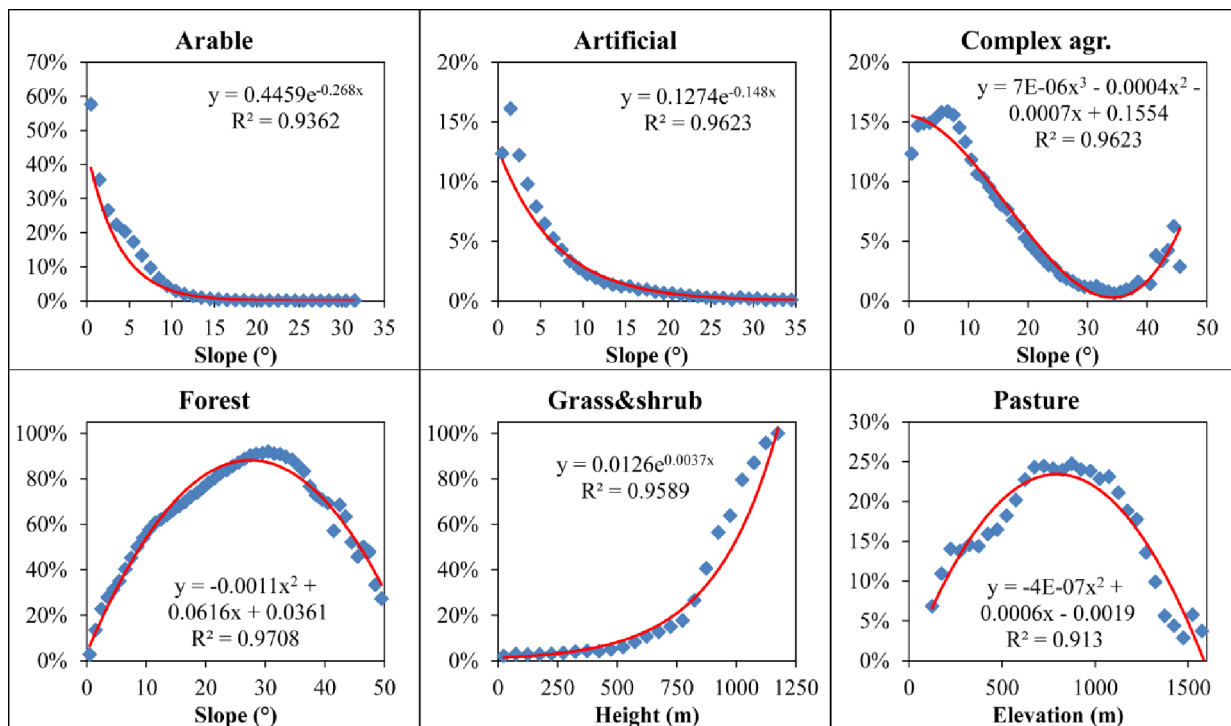 Arable
70%
60%
50%
40%
30%
20%
10%
0%
y = 0.4459e^-0.268x
R² = 0.9362
0 5 10 15 20 25 30 35
Slope (°)
Artificial
20%
15%
10%
5%
0%
y = 0.1274e^-0.148x
R² = 0.9623
0 5 10 15 20 25 30 35
Slope (°)
Complex agr.
20%
15%
10%
5%
0%
y = 7E-06x³ - 0.0004x² -
0.0007x + 0.1554
R² = 0.9623
0 10 20 30 40 50
Slope (°)
Forest
100%
80%
60%
40%
20%
0%
y = -0.0011x² +
0.0616x + 0.0361
R² = 0.9708
0 10 20 30 40 50
Slope (°)
Grass&shrub
100%
80%
60%
40%
20%
0%
y = 0.0126e^0.0037x
R² = 0.9589
0 250 500 750 1000 1250
Height (m)
Pasture
30%
25%
20%
15%
10%
5%
0%
y = -4E-07x² +
0.0006x - 0.0019
R² = 0.913
0 500 1000 1500
Elevation (m)